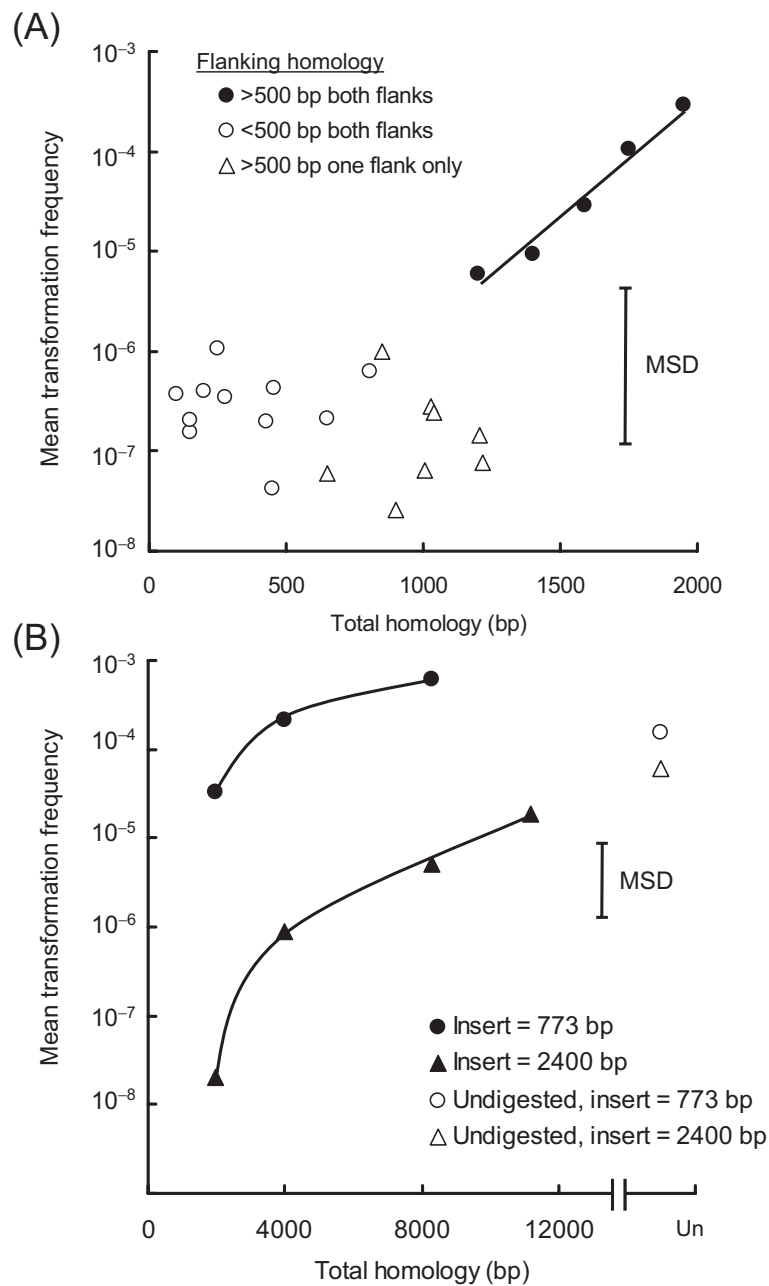 (A)
Flanking homology
>500 bp both flanks
<500 bp both flanks
>500 bp one flank only
Mean transformation frequency
10⁻³
10⁻⁴
10⁻⁵
10⁻⁶
10⁻⁷
10⁻⁸
MSD
0 500 1000 1500 2000
Total homology (bp)
(B)
Mean transformation frequency
10⁻³
10⁻⁴
10⁻⁵
10⁻⁶
10⁻⁷
10⁻⁸
MSD
Insert = 773 bp
Insert = 2400 bp
Undigested, insert = 773 bp
Undigested, insert = 2400 bp
0 4000 8000 12000 Un
Total homology (bp)